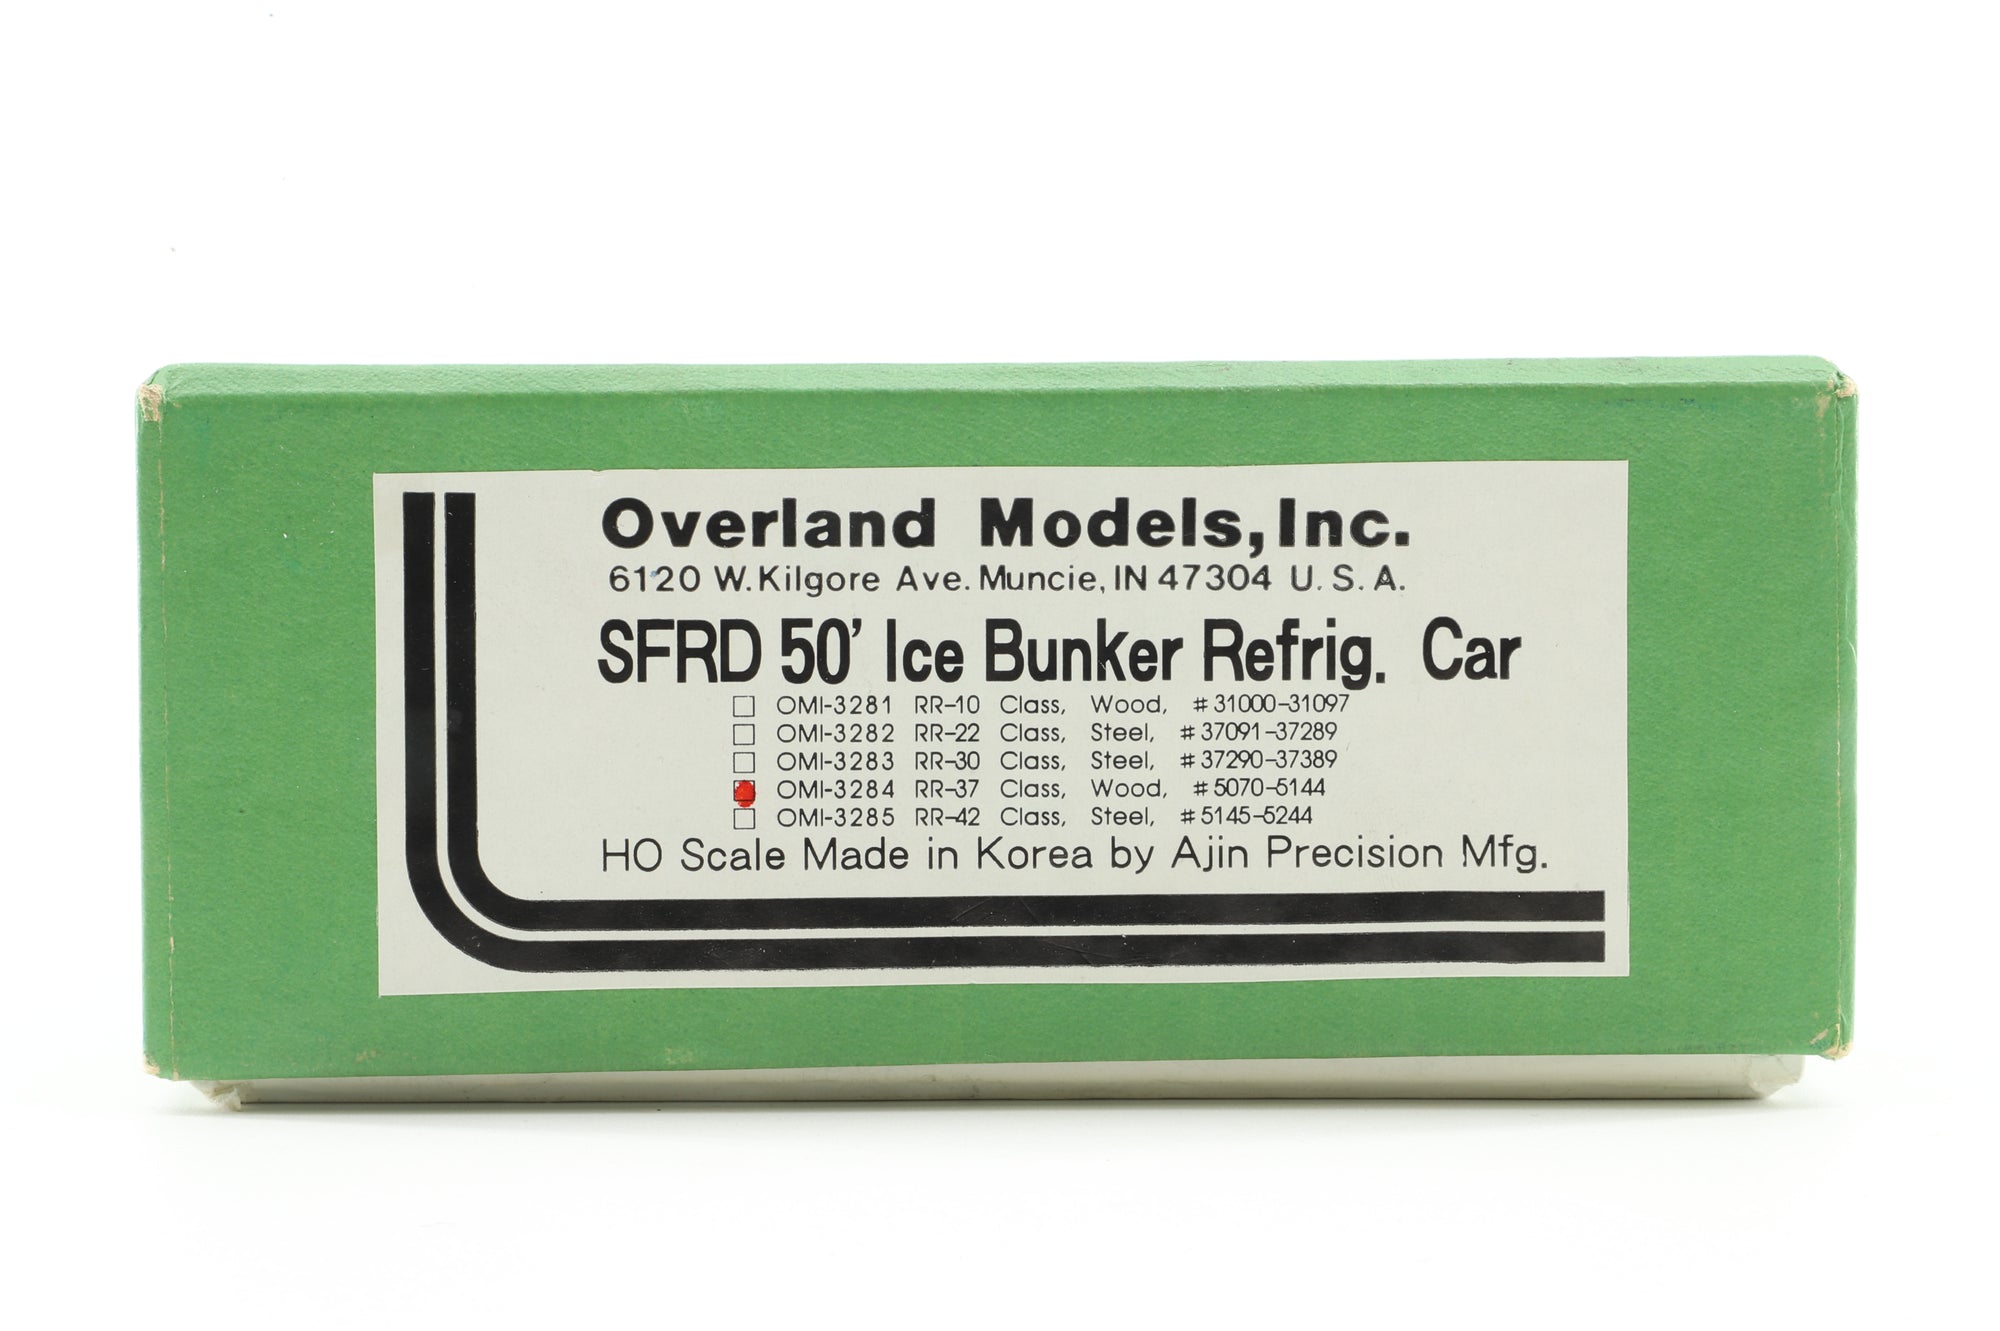 Overland Models, Inc.
6120 W. Kilgore Ave. Muncie, IN 47304 U.S.A.
SFRD 50' Ice Bunker Refrig. Car
OMI-3281 RR-10 Class, Wood, #31000-31097
OMI-3282 RR-22 Class, Steel, #37091-37289
OMI-3283 RR-30 Class, Steel, #37290-37389
OMI-3284 RR-37 Class, Wood, #5070-5144
OMI-3285 RR-42 Class, Steel, #5145-5244
HO Scale Made in Korea by Ajin Precision Mfg.